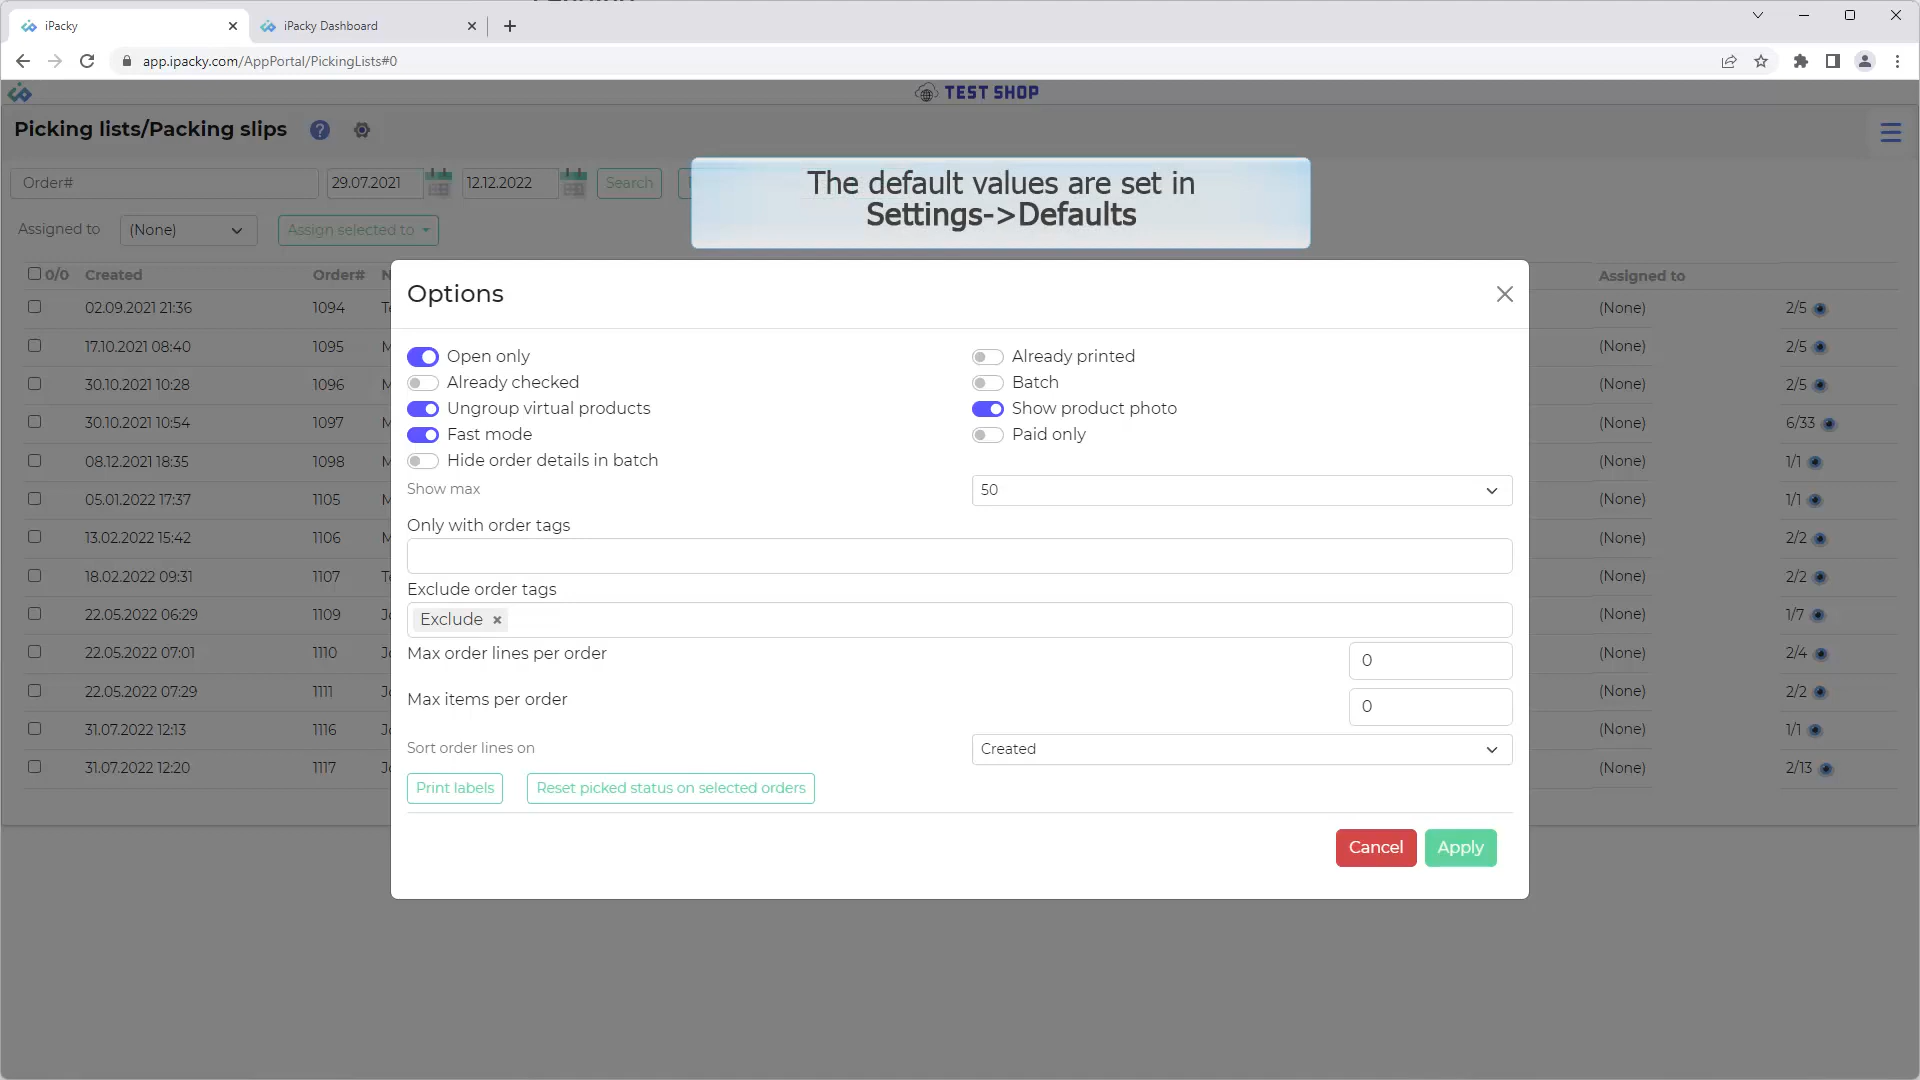 iPacky
iPacky Dashboard
app.ipacky.com/AppPortal/PickingLists#0
TEST SHOP
Picking lists/Packing slips
Order#
29.07.2021
12.12.2022
Search
The default values are set in
Settings->Defaults
Assigned to
(None)
Assign selected to
0/0 Created Order# Assigned to
02.09.2021 21:36 1094 (None) 2/5
17.10.2021 08:40 1095 (None) 2/5
30.10.2021 10:28 1096 (None) 2/5
30.10.2021 10:54 1097 (None) 6/33
08.12.2021 18:35 1098 (None) 1/1
05.01.2022 17:37 1105 (None) 1/1
13.02.2022 15:42 1106 (None) 2/2
18.02.2022 09:31 1107 (None) 2/2
22.05.2022 06:29 1109 (None) 1/7
22.05.2022 07:01 1110 (None) 2/4
22.05.2022 07:29 1111 (None) 2/2
31.07.2022 12:13 1116 (None) 1/1
31.07.2022 12:20 1117 (None) 2/13
Options
Open only
Already printed
Already checked
Batch
Ungroup virtual products
Show product photo
Fast mode
Paid only
Hide order details in batch
Show max
50
Only with order tags
Exclude order tags
Exclude ×
Max order lines per order
0
Max items per order
0
Sort order lines on
Created
Print labels
Reset picked status on selected orders
Cancel
Apply